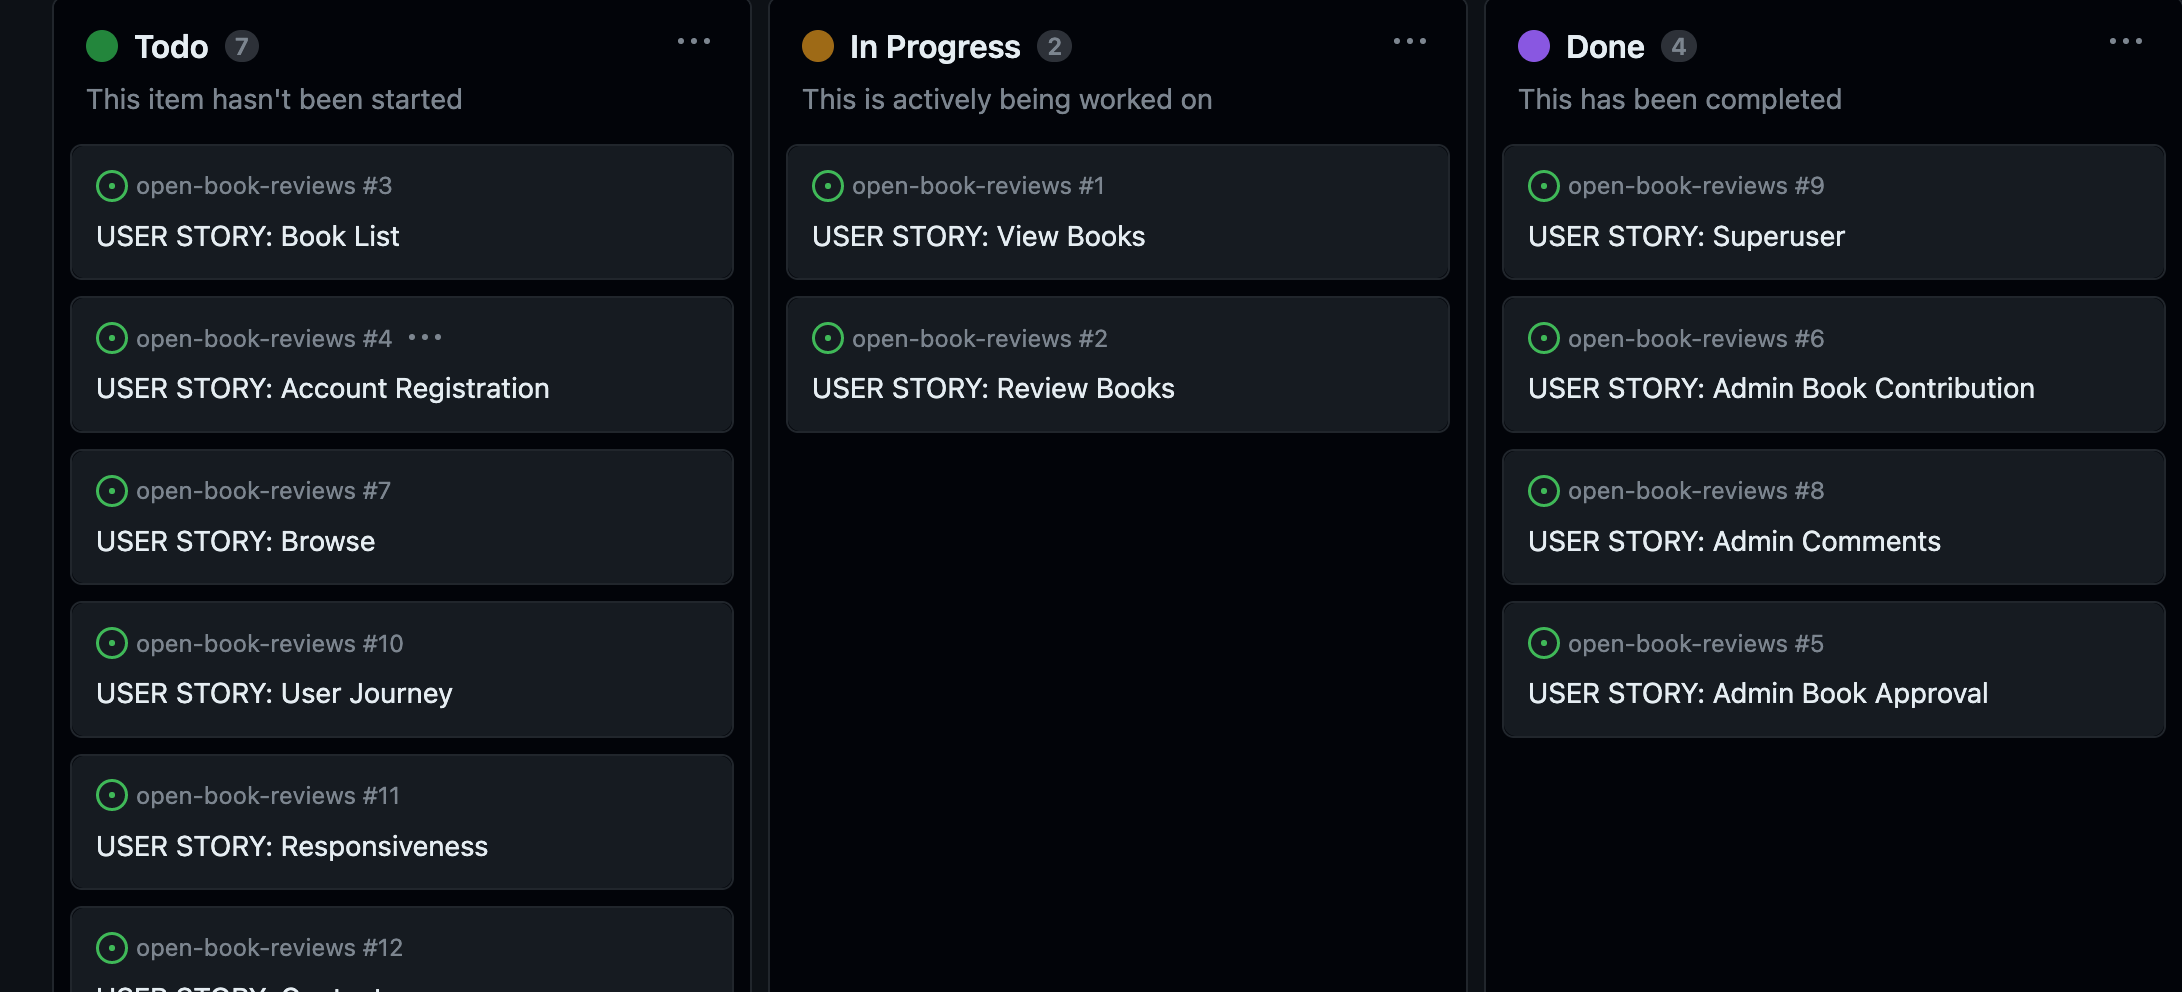 Todo 7
This item hasn't been started
open-book-reviews #3
USER STORY: Book List
open-book-reviews #4
USER STORY: Account Registration
open-book-reviews #7
USER STORY: Browse
open-book-reviews #10
USER STORY: User Journey
open-book-reviews #11
USER STORY: Responsiveness
open-book-reviews #12
USER STORY:
In Progress 2
This is actively being worked on
open-book-reviews #1
USER STORY: View Books
open-book-reviews #2
USER STORY: Review Books
Done 4
This has been completed
open-book-reviews #9
USER STORY: Superuser
open-book-reviews #6
USER STORY: Admin Book Contribution
open-book-reviews #8
USER STORY: Admin Comments
open-book-reviews #5
USER STORY: Admin Book Approval